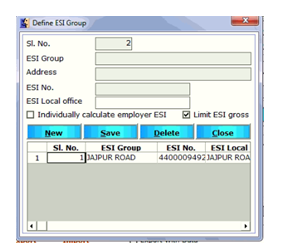 Define ESI Group
Sl. No. 2
ESI Group
Address
ESI No.
ESI Local office
Individually calculate employer ESI Limit ESI gross
New Save Delete Close
Sl. No. ESI Group ESI No. ESI Local
1 1 JAJPUR ROAD 4400009492 JAJPUR ROA